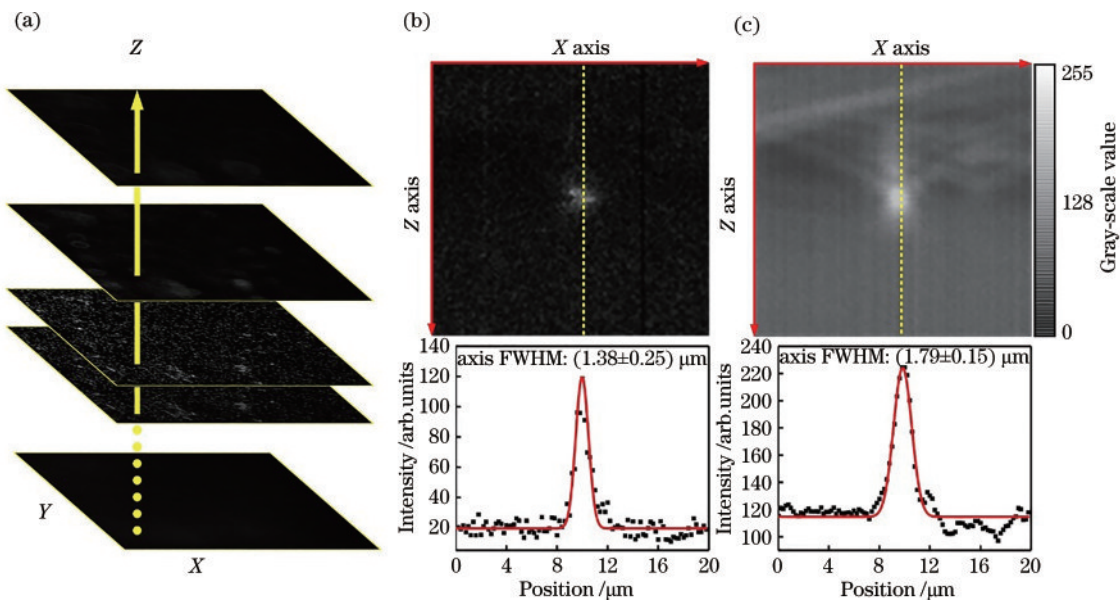 (a)
Z
Y
X
(b)
X axis
Z axis
axis FWHM: (1.38±0.25) μm
Intensity /arb.units
140
120
100
80
60
40
20
0 4 8 12 16 20
Position /μm
(c)
X axis
Z axis
255
128
0
Gray-scale value
axis FWHM: (1.79±0.15) μm
Intensity /arb.units
240
220
200
180
160
140
120
100
0 4 8 12 16 20
Position /μm